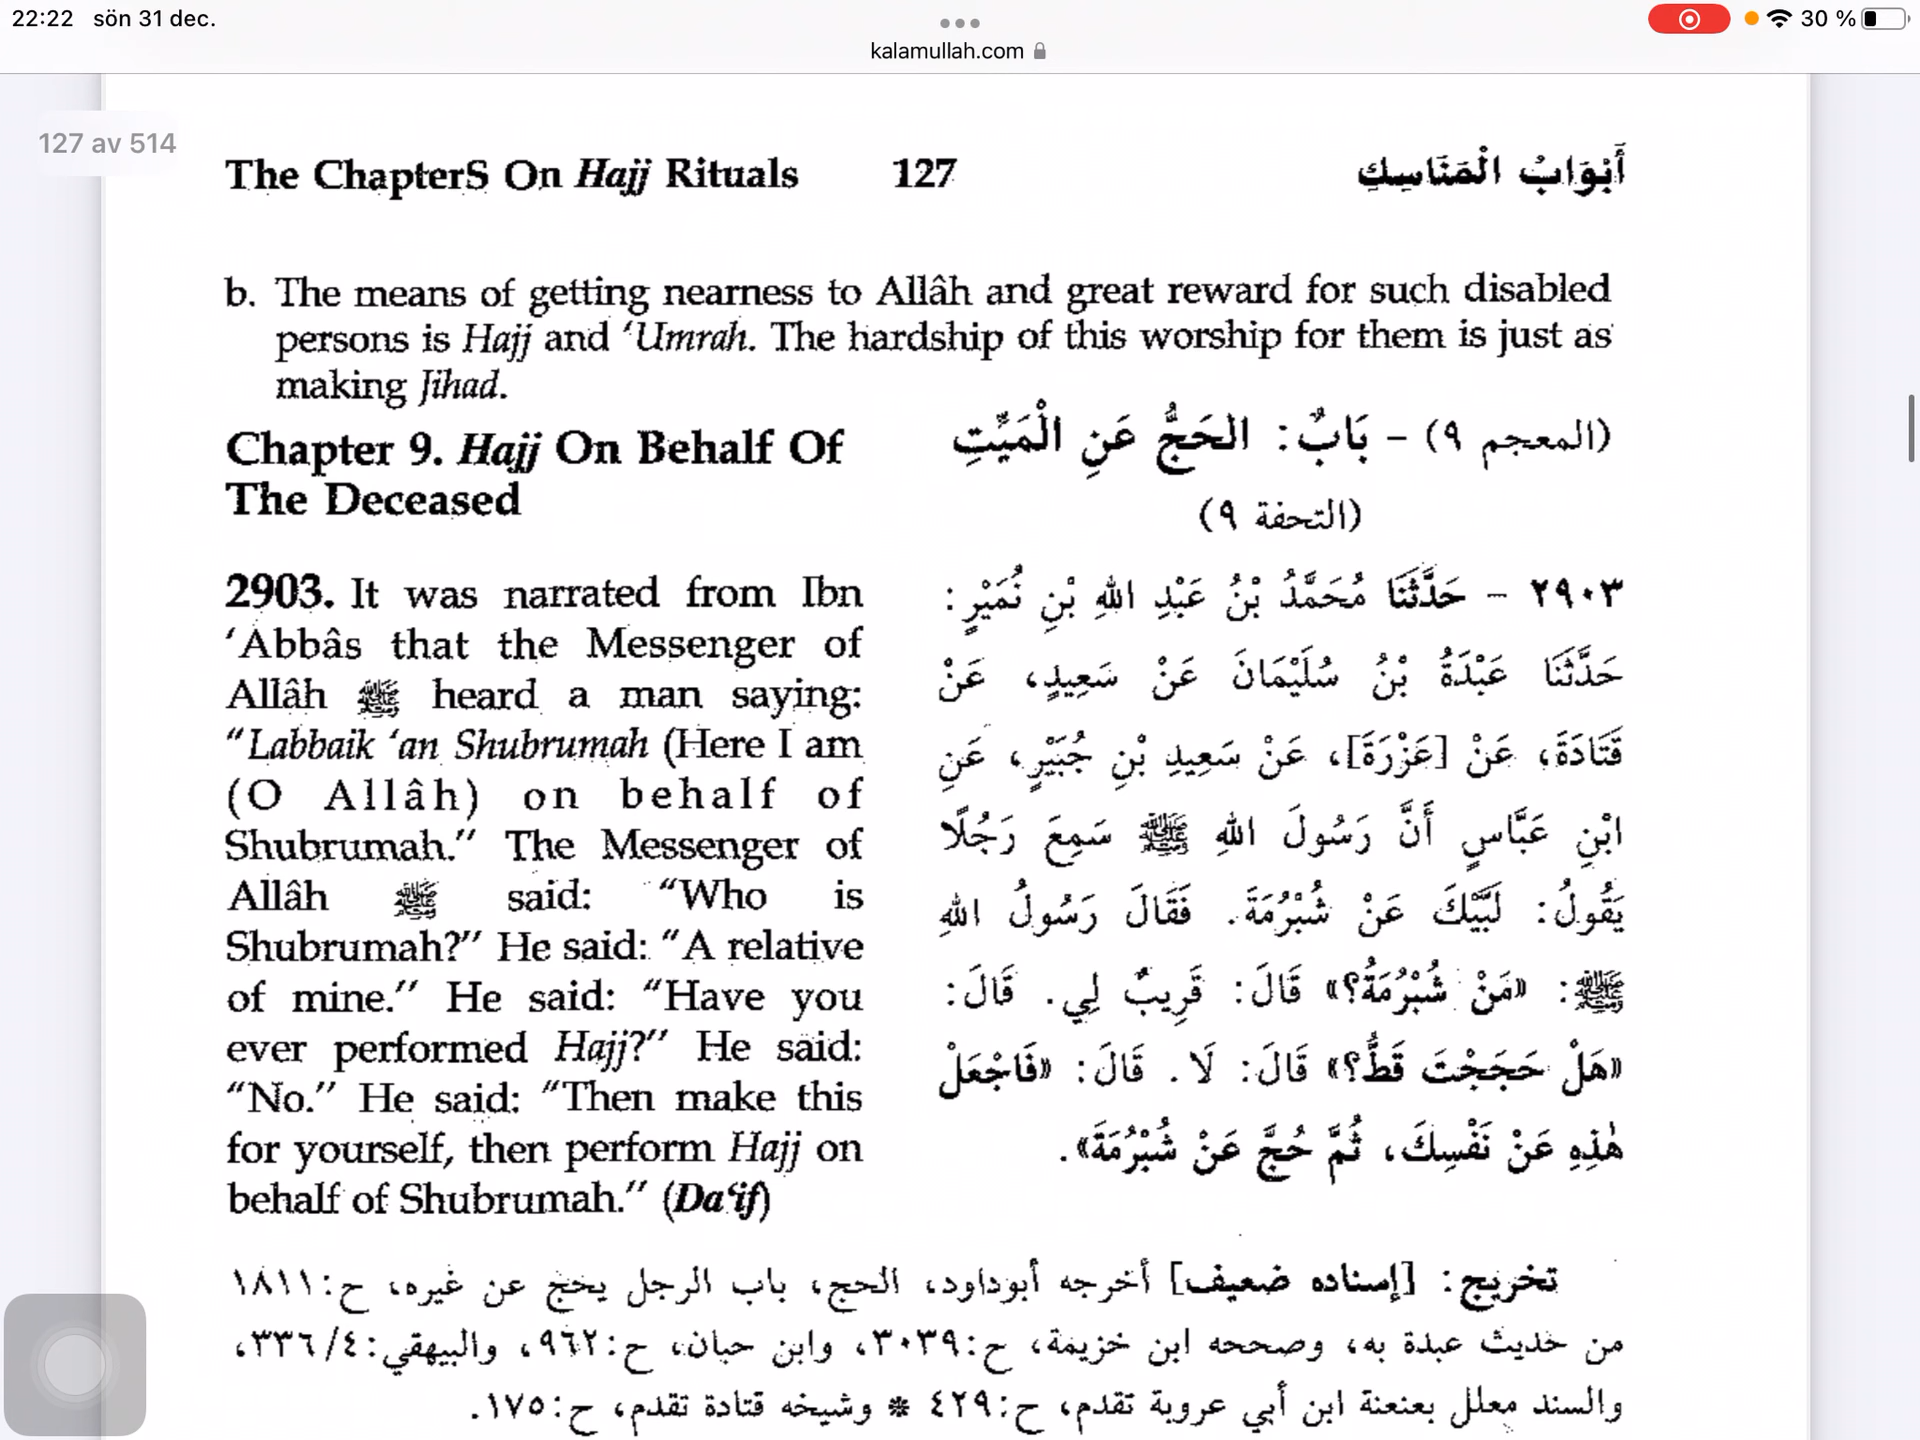 22:22 sön 31 dec.
30 %
kalamullah.com
127 av 514
The ChapterS On Hajj Rituals 127 أَبْوَابُ الْمَنَاسِكِ
b. The means of getting nearness to Allâh and great reward for such disabled
persons is Hajj and ‘Umrah. The hardship of this worship for them is just as
making Jihad.
Chapter 9. Hajj On Behalf Of
The Deceased
(المعجم ٩) - بَابٌ: الحَجُّ عَنِ الْمَيِّتِ
(التحفة ٩)
2903. It was narrated from Ibn
‘Abbâs that the Messenger of
Allâh ﷺ heard a man saying:
“Labbaik ‘an Shubrumah (Here I am
(O Allâh) on behalf of
Shubrumah.” The Messenger of
Allâh ﷺ said: “Who is
Shubrumah?” He said: “A relative
of mine.” He said: “Have you
ever performed Hajj?” He said:
“No.” He said: “Then make this
for yourself, then perform Hajj on
behalf of Shubrumah.” (Da‘if)
٢٩٠٣ - حَدَّثَنَا مُحَمَّدُ بْنُ عَبْدِ اللهِ بْنِ نُمَيْرٍ:
حَدَّثَنَا عَبْدَةُ بْنُ سُلَيْمَانَ عَنْ سَعِيدٍ، عَنْ
قَتَادَةَ، عَنْ [عَزْرَةَ]، عَنْ سَعِيدِ بْنِ جُبَيْرٍ، عَنِ
ابْنِ عَبَّاسٍ أَنَّ رَسُولَ اللهِ ﷺ سَمِعَ رَجُلًا
يَقُولُ: لَبَّيْكَ عَنْ شُبْرُمَةَ. فَقَالَ رَسُولُ اللهِ
ﷺ: «مَنْ شُبْرُمَةُ؟» قَالَ: قَرِيبٌ لِي. قَالَ:
«هَلْ حَجَجْتَ قَطُّ؟» قَالَ: لَا. قَالَ: «فَاجْعَلْ
هٰذِهِ عَنْ نَفْسِكَ، ثُمَّ حُجَّ عَنْ شُبْرُمَةَ».
تخريج: [إسناده ضعيف] أخرجه أبوداود، الحج، باب الرجل يحج عن غيره، ح:١٨١١
من حديث عبدة به، وصححه ابن خزيمة، ح:٣٠٣٩، وابن حبان، ح:٩٦٢، والبيهقي:٤/ ٣٣٦،
والسند معلل بعنعنة ابن أبي عروبة تقدم، ح:٤٢٩ * وشيخه قتادة تقدم، ح:١٧٥.